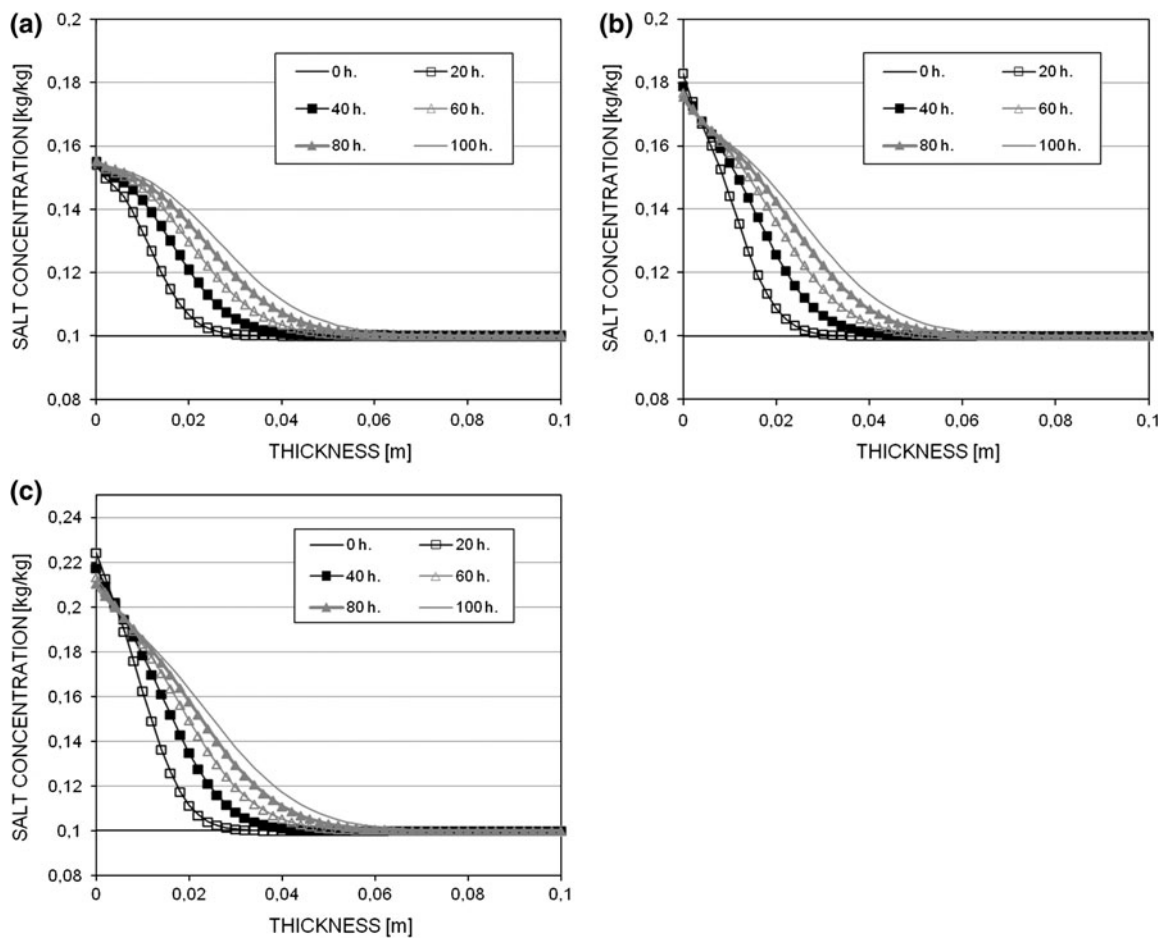 (a)
0,2
0,18
0,16
0,14
0,12
0,1
0,08
SALT CONCENTRATION [kg/kg]
0 h. 20 h.
40 h. 60 h.
80 h. 100 h.
0 0,02 0,04 0,06 0,08 0,1
THICKNESS [m]
(b)
0,2
0,18
0,16
0,14
0,12
0,1
0,08
SALT CONCENTRATION [kg/kg]
0 h. 20 h.
40 h. 60 h.
80 h. 100 h.
0 0,02 0,04 0,06 0,08 0,1
THICKNESS [m]
(c)
0,24
0,22
0,2
0,18
0,16
0,14
0,12
0,1
0,08
SALT CONCENTRATION [kg/kg]
0 h. 20 h.
40 h. 60 h.
80 h. 100 h.
0 0,02 0,04 0,06 0,08 0,1
THICKNESS [m]